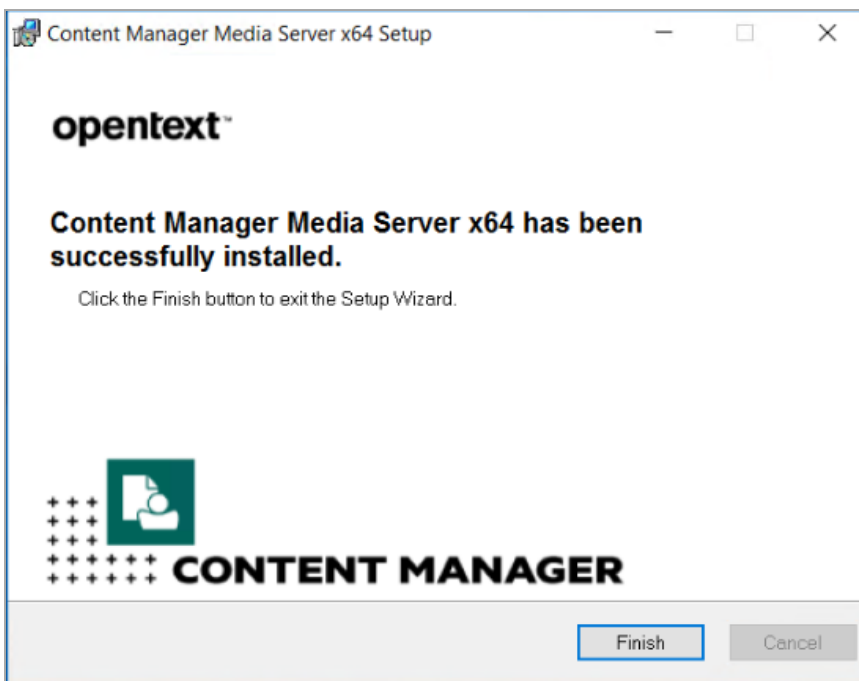 Content Manager Media Server x64 Setup
opentext™
Content Manager Media Server x64 has been
successfully installed.
Click the Finish button to exit the Setup Wizard.
CONTENT MANAGER
Finish
Cancel